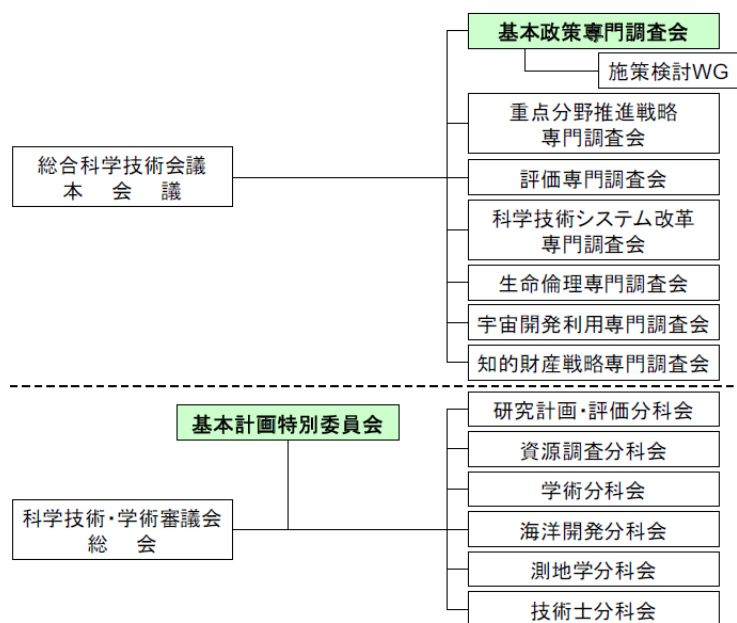 基本政策専門調査会
施策検討WG
重点分野推進戦略
専門調査会
総合科学技術会議
本　会　議
評価専門調査会
科学技術システム改革
専門調査会
生命倫理専門調査会
宇宙開発利用専門調査会
知的財産戦略専門調査会
基本計画特別委員会
研究計画・評価分科会
資源調査分科会
学術分科会
科学技術・学術審議会
総　会
海洋開発分科会
測地学分科会
技術士分科会